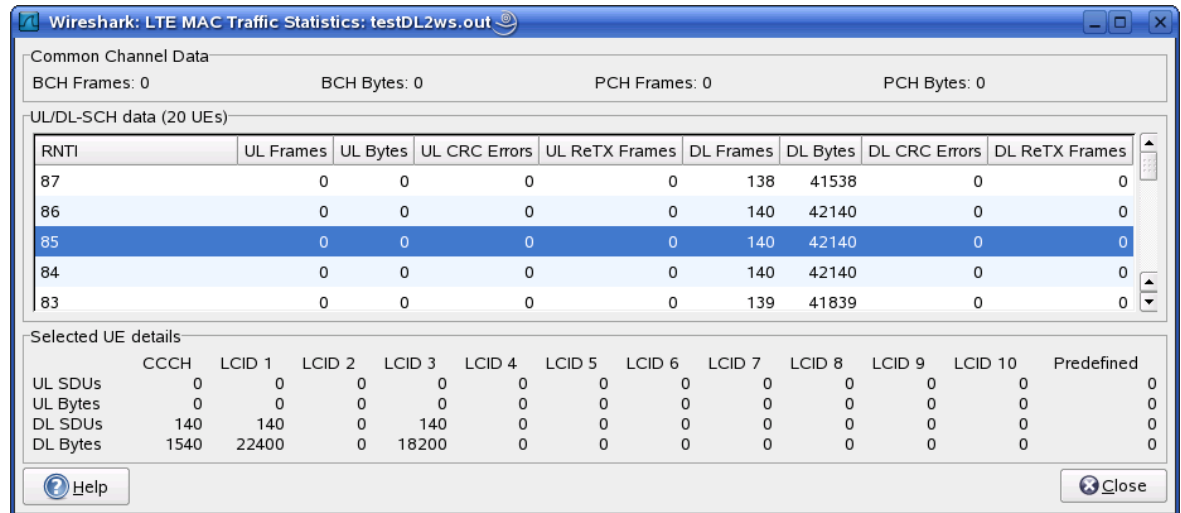 Wireshark: LTE MAC Traffic Statistics: testDL2ws.out
Common Channel Data
BCH Frames: 0 BCH Bytes: 0 PCH Frames: 0 PCH Bytes: 0
UL/DL-SCH data (20 UEs)
RNTI UL Frames UL Bytes UL CRC Errors UL ReTX Frames DL Frames DL Bytes DL CRC Errors DL ReTX Frames
87 0 0 0 0 138 41538 0 0
86 0 0 0 0 140 42140 0 0
85 0 0 0 0 140 42140 0 0
84 0 0 0 0 140 42140 0 0
83 0 0 0 0 139 41839 0 0
Selected UE details
CCCH LCID 1 LCID 2 LCID 3 LCID 4 LCID 5 LCID 6 LCID 7 LCID 8 LCID 9 LCID 10 Predefined
UL SDUs 0 0 0 0 0 0 0 0 0 0 0 0
UL Bytes 0 0 0 0 0 0 0 0 0 0 0 0
DL SDUs 140 140 0 140 0 0 0 0 0 0 0 0
DL Bytes 1540 22400 0 18200 0 0 0 0 0 0 0 0
Help Close